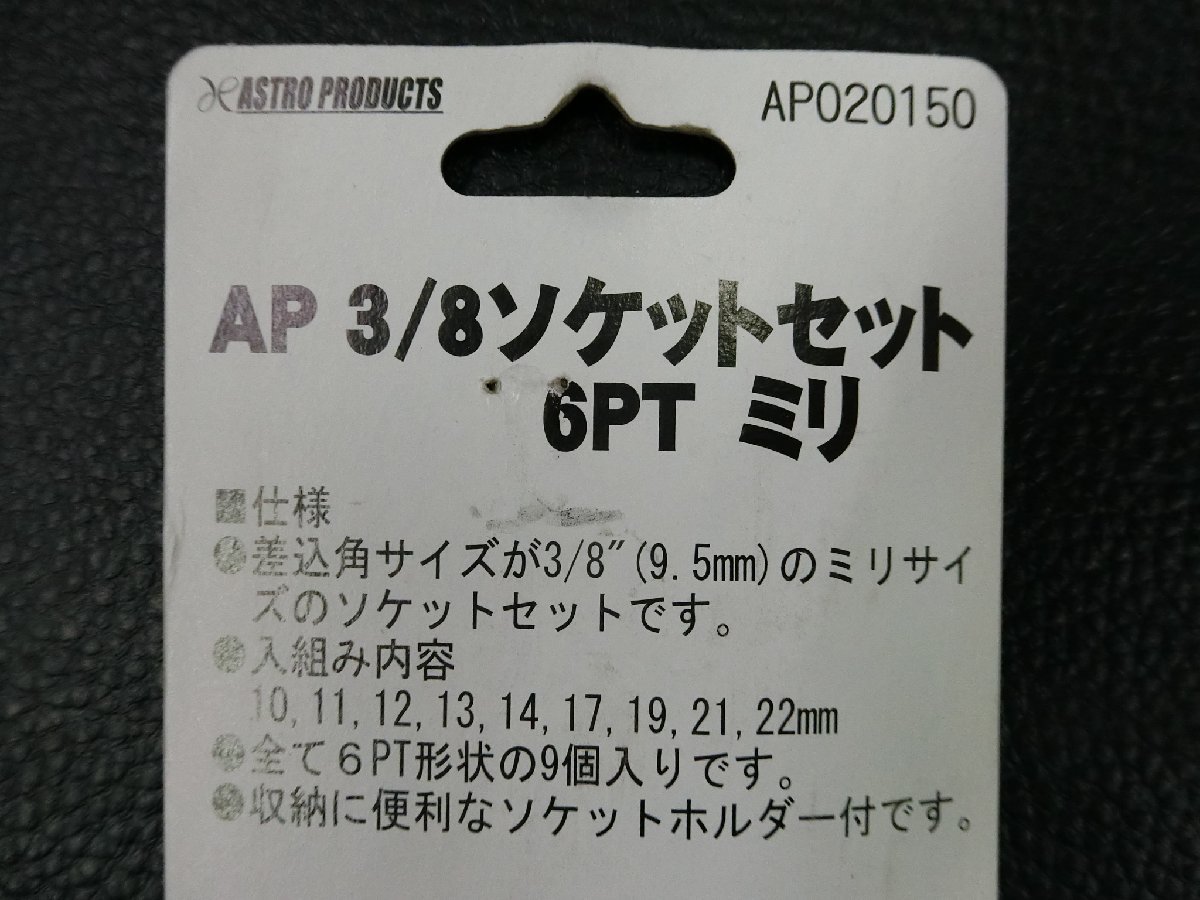 ASTRO PRODUCTS
AP020150
AP 3/8ソケットセット
6PT ミリ
■仕様
●差込角サイズが3/8"(9.5mm)のミリサイ
ズのソケットセットです。
●入組み内容
10,11,12,13,14,17,19,21,22mm
●全て6PT形状の9個入りです。
●収納に便利なソケットホルダー付です。